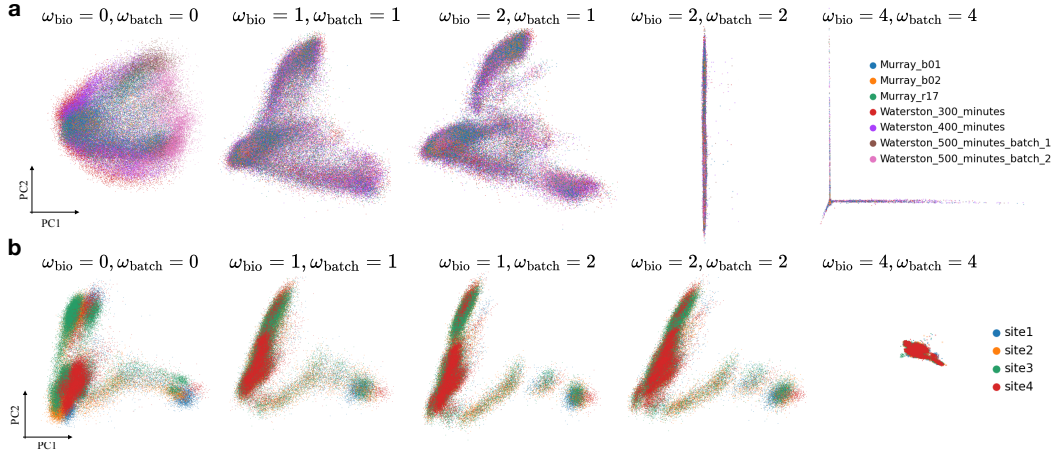 a
ω_bio = 0, ω_batch = 0
ω_bio = 1, ω_batch = 1
ω_bio = 2, ω_batch = 1
ω_bio = 2, ω_batch = 2
ω_bio = 4, ω_batch = 4
Murray_b01
Murray_b02
Murray_r17
Waterston_300_minutes
Waterston_400_minutes
Waterston_500_minutes_batch_1
Waterston_500_minutes_batch_2
PC2
PC1
b
ω_bio = 0, ω_batch = 0
ω_bio = 1, ω_batch = 1
ω_bio = 1, ω_batch = 2
ω_bio = 2, ω_batch = 2
ω_bio = 4, ω_batch = 4
site1
site2
site3
site4
PC2
PC1